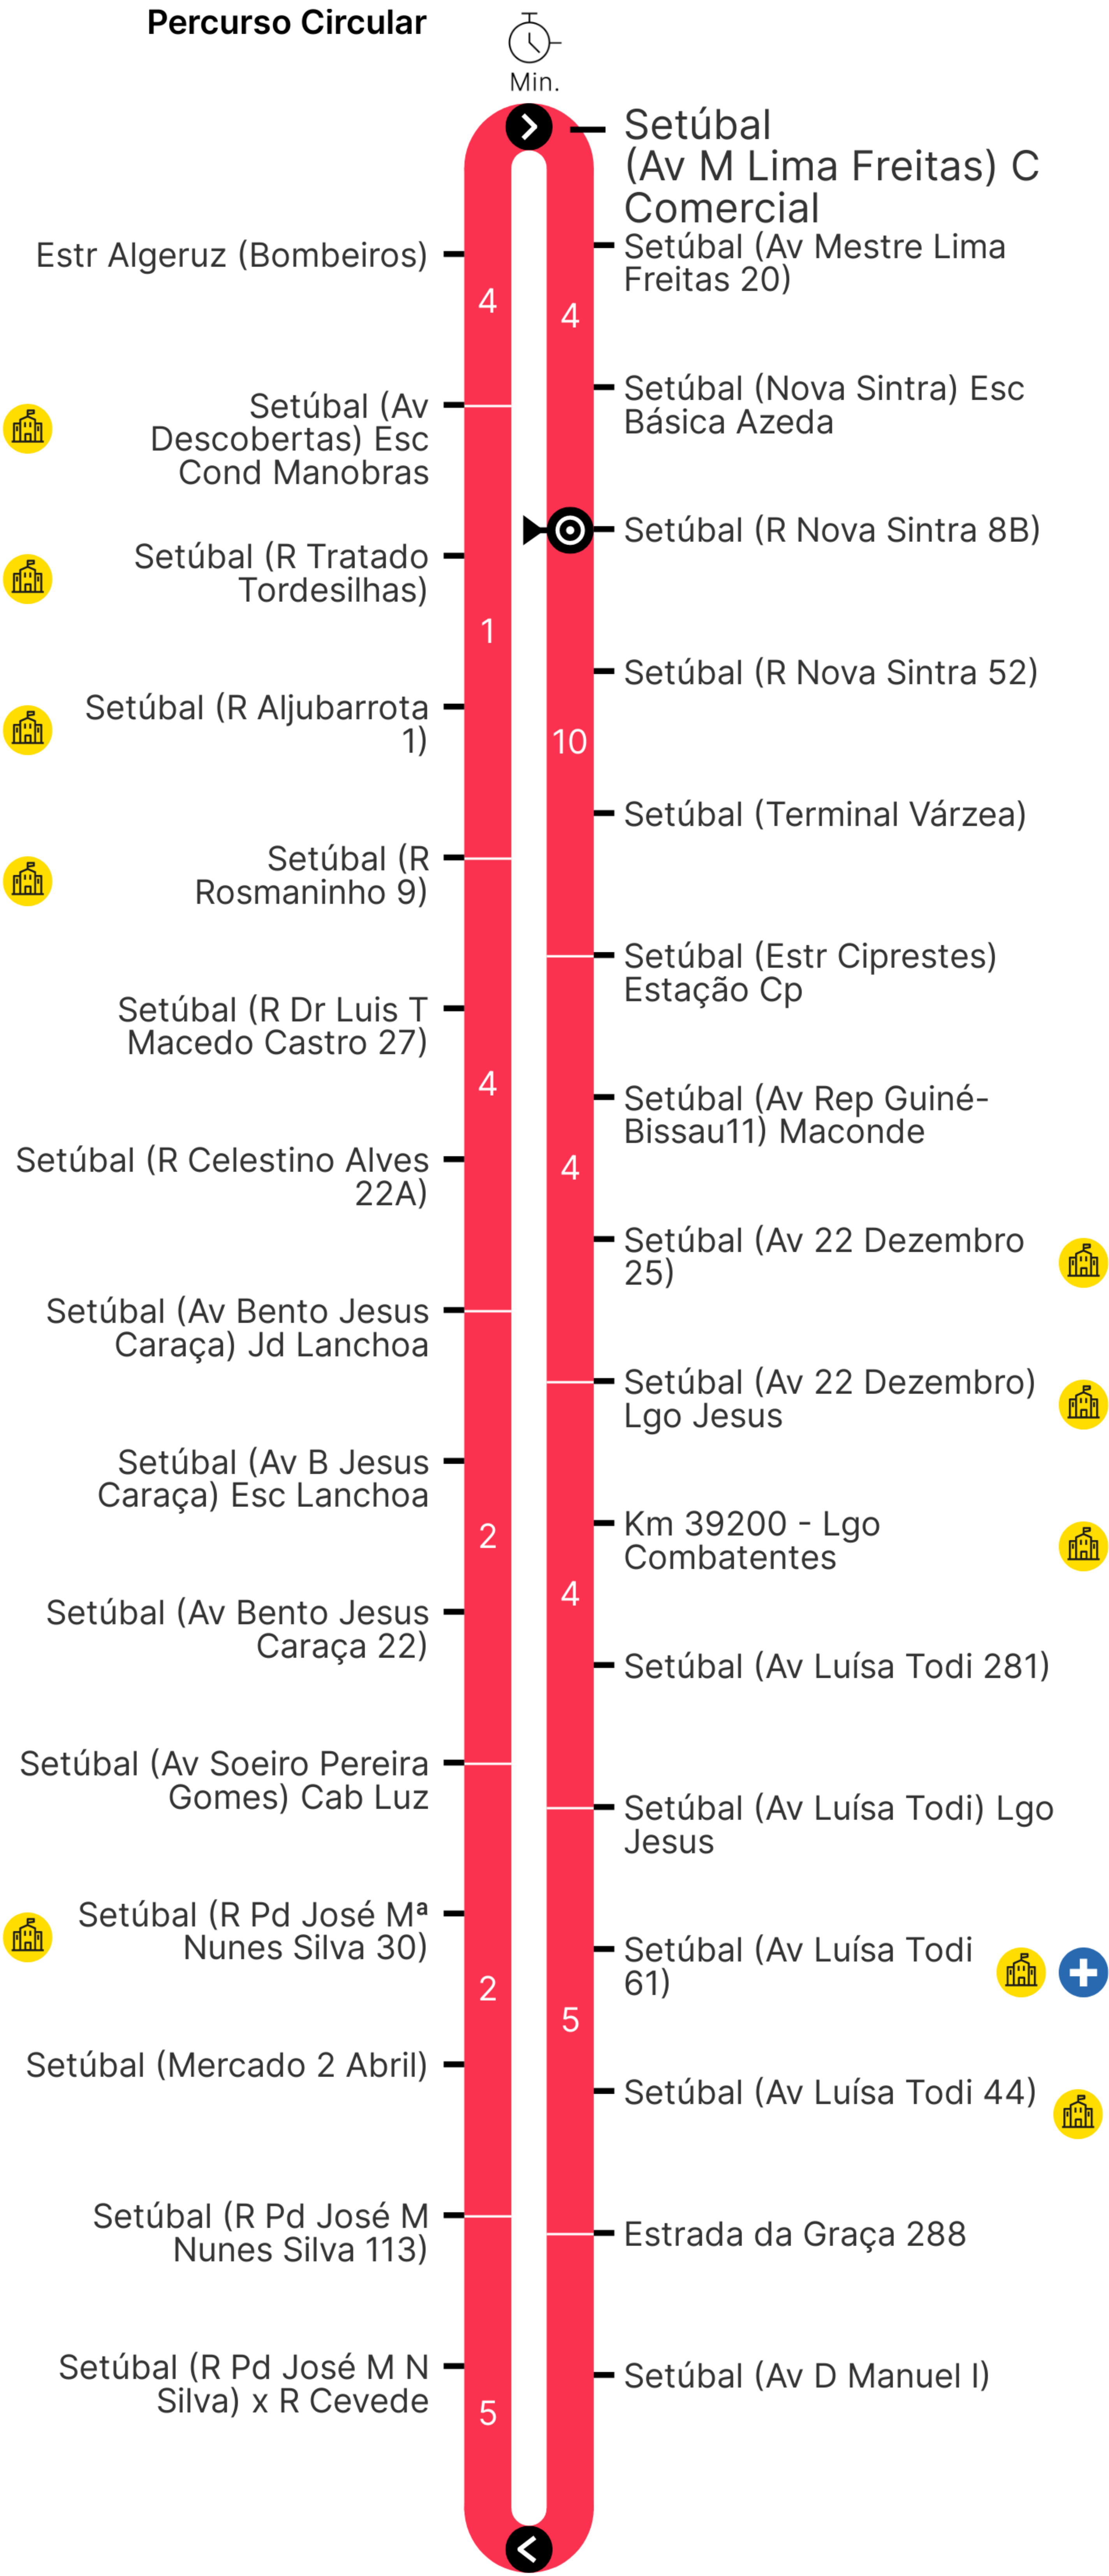 Percurso Circular
Min.
Setúbal
(Av M Lima Freitas) C
Comercial
Setúbal (Av Mestre Lima
Freitas 20)
4
Setúbal (Nova Sintra) Esc
Básica Azeda
Setúbal (R Nova Sintra 8B)
Setúbal (R Nova Sintra 52)
10
Setúbal (Terminal Várzea)
Setúbal (Estr Ciprestes)
Estação Cp
Setúbal (Av Rep Guiné-
Bissau11) Maconde
4
Setúbal (Av 22 Dezembro
25)
Setúbal (Av 22 Dezembro)
Lgo Jesus
Km 39200 - Lgo
Combatentes
4
Setúbal (Av Luísa Todi 281)
Setúbal (Av Luísa Todi) Lgo
Jesus
Setúbal (Av Luísa Todi
61)
5
Setúbal (Av Luísa Todi 44)
Estrada da Graça 288
Setúbal (Av D Manuel I)
Estr Algeruz (Bombeiros)
4
Setúbal (Av
Descobertas) Esc
Cond Manobras
Setúbal (R Tratado
Tordesilhas)
1
Setúbal (R Aljubarrota
1)
Setúbal (R
Rosmaninho 9)
Setúbal (R Dr Luis T
Macedo Castro 27)
4
Setúbal (R Celestino Alves
22A)
Setúbal (Av Bento Jesus
Caraça) Jd Lanchoa
Setúbal (Av B Jesus
Caraça) Esc Lanchoa
2
Setúbal (Av Bento Jesus
Caraça 22)
Setúbal (Av Soeiro Pereira
Gomes) Cab Luz
Setúbal (R Pd José Mª
Nunes Silva 30)
2
Setúbal (Mercado 2 Abril)
Setúbal (R Pd José M
Nunes Silva 113)
Setúbal (R Pd José M N
Silva) x R Cevede
5